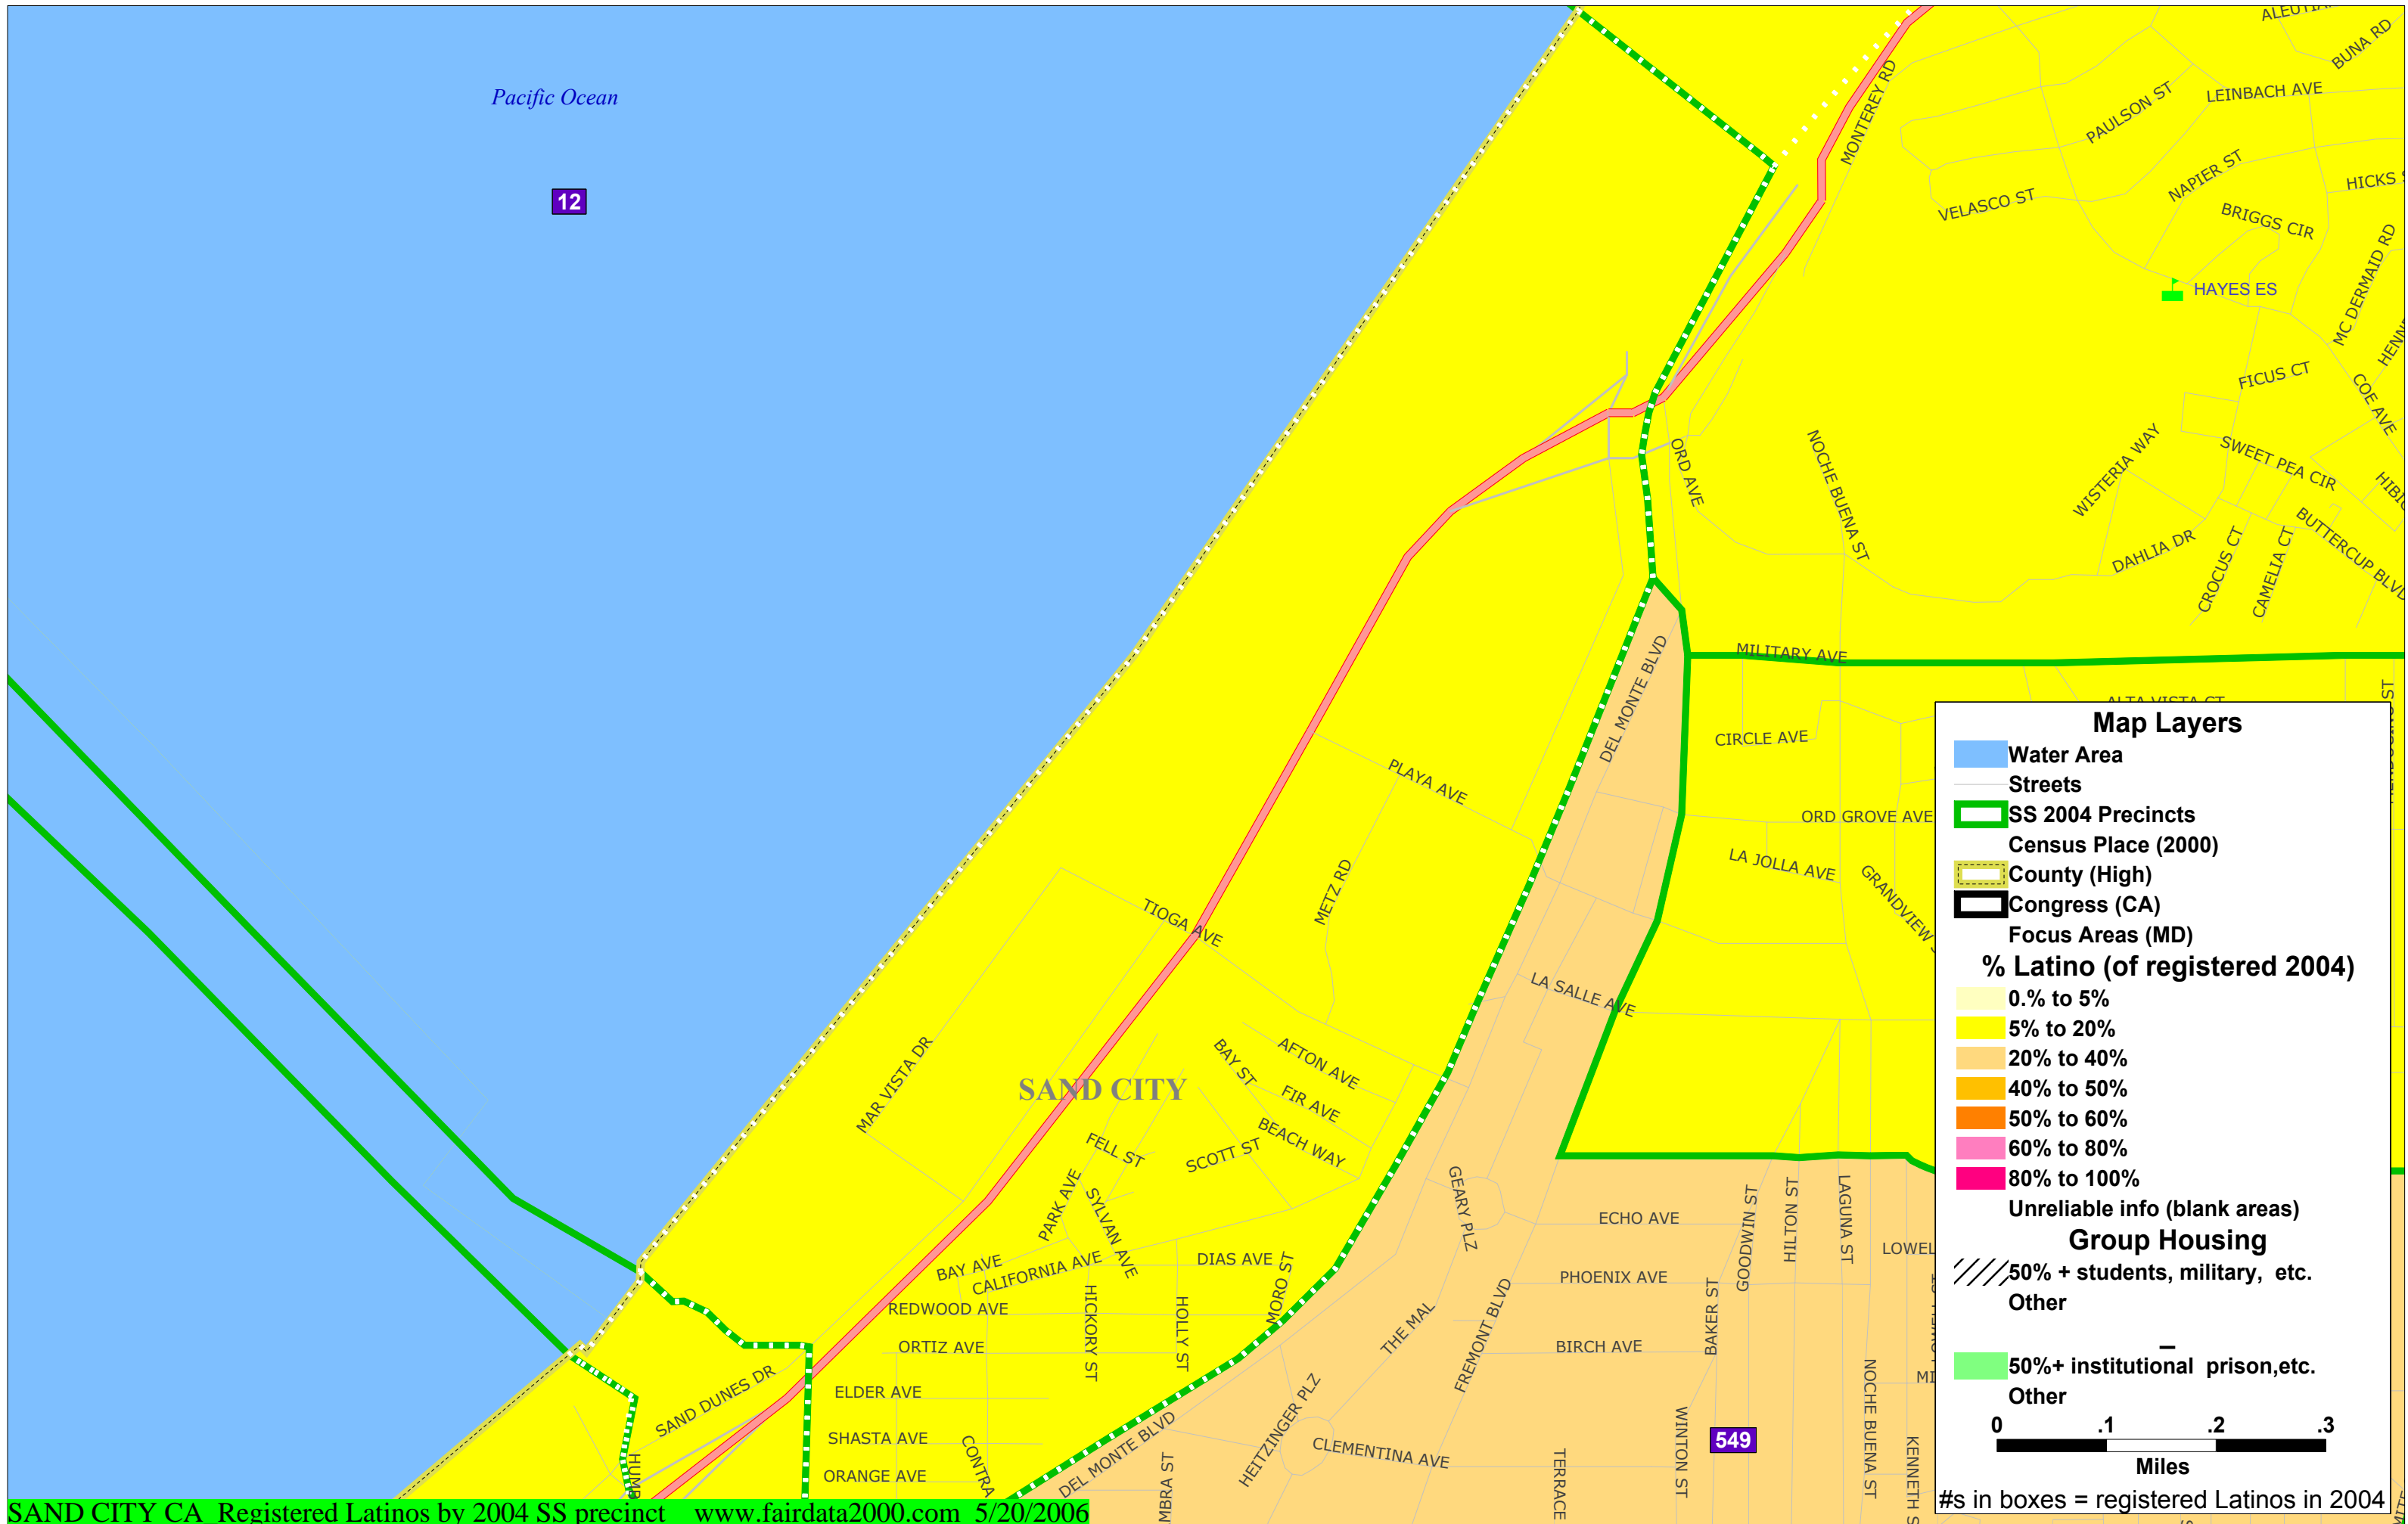 Pacific Ocean
12
MONTEREY RD
BUNA RD
LEINBACH AVE
PAULSON ST
NAPIER ST
HICKS
VELASCO ST
BRIGGS CIR
MC DERMAID RD
HAYES ES
FICUS CT
COE AVE
ORD AVE
NOCHE BUENA ST
WISTERIA WAY
SWEET PEA CIR
BUTTERCUP BLVD
DAHLIA DR
CROCUS CT
CAMELIA CT
DEL MONTE BLVD
MILITARY AVE
CIRCLE AVE
PLAYA AVE
ORD GROVE AVE
LA JOLLA AVE
GRANDVIEW
METZ RD
TIOGA AVE
LA SALLE AVE
MAR VISTA DR
SAND CITY
BAY ST
AFTON AVE
FIR AVE
BEACH WAY
FELL ST
SCOTT ST
PARK AVE
SYLVAN AVE
GEARY PLZ
ECHO AVE
GOODWIN ST
HILTON ST
LAGUNA ST
LOWEL
BAY AVE
CALIFORNIA AVE
DIAS AVE
MORO ST
PHOENIX AVE
REDWOOD AVE
HICKORY ST
HOLLY ST
THE MAL
FREMONT BLVD
BAKER ST
ORTIZ AVE
BIRCH AVE
SAND DUNES DR
ELDER AVE
HEITZINGER PLZ
NOCHE BUENA ST
SHASTA AVE
CONTRA
DEL MONTE BLVD
CLEMENTINA AVE
WINTON ST
549
KENNETH S
ORANGE AVE
HUMB
MBRA ST
TERRACE
Map Layers
Water Area
Streets
SS 2004 Precincts
Census Place (2000)
County (High)
Congress (CA)
Focus Areas (MD)
% Latino (of registered 2004)
0.% to 5%
5% to 20%
20% to 40%
40% to 50%
50% to 60%
60% to 80%
80% to 100%
Unreliable info (blank areas)
Group Housing
50% + students, military, etc.
Other
50%+ institutional prison,etc.
Other
0 .1 .2 .3
Miles
#s in boxes = registered Latinos in 2004
SAND CITY CA Registered Latinos by 2004 SS precinct www.fairdata2000.com 5/20/2006